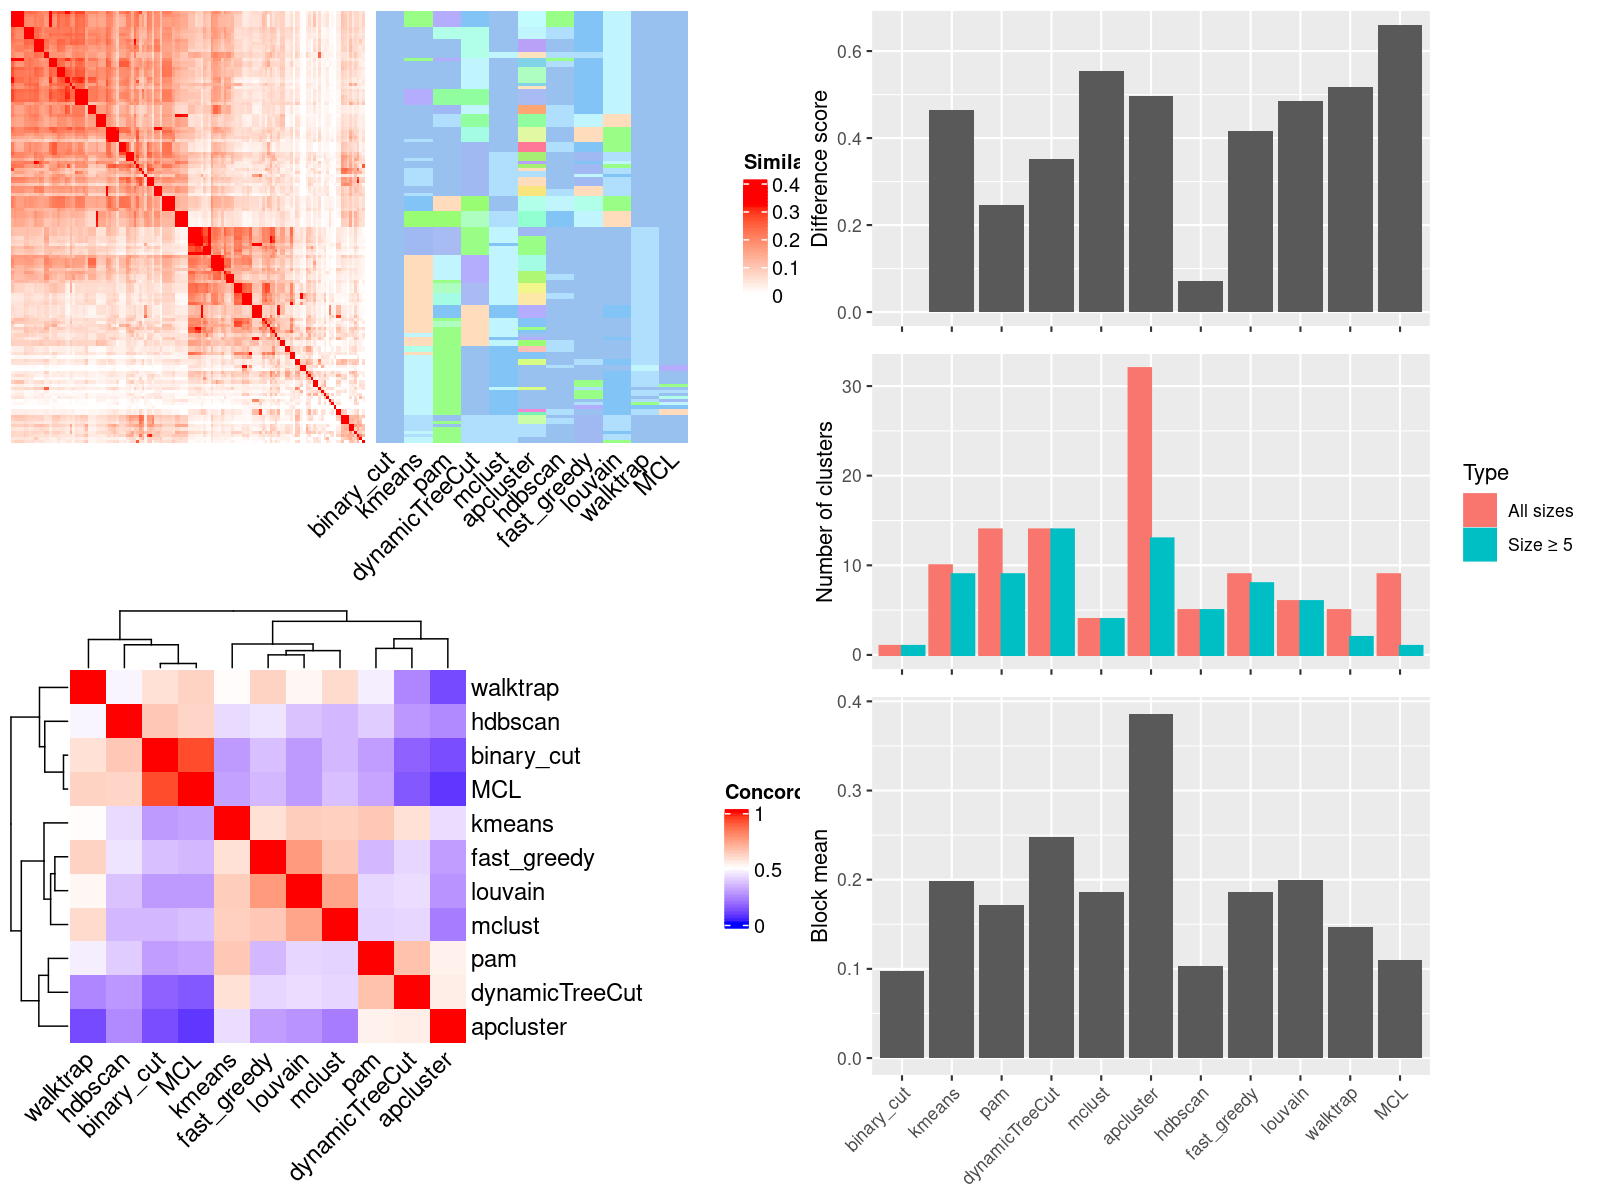 Simila
0.4
0.3
0.2
0.1
0
binary_cut
kmeans
pam
dynamicTreeCut
mclust
apcluster
hdbscan
fast_greedy
louvain
walktrap
MCL
walktrap
hdbscan
binary_cut
MCL
kmeans
fast_greedy
louvain
mclust
pam
dynamicTreeCut
apcluster
walktrap
hdbscan
binary_cut
MCL
kmeans
fast_greedy
louvain
mclust
pam
dynamicTreeCut
apcluster
Concord
1
0.5
0
Difference score
0.6
0.4
0.2
0.0
Number of clusters
30
20
10
0
Type
All sizes
Size ≥ 5
Block mean
0.4
0.3
0.2
0.1
0.0
binary_cut
kmeans
pam
dynamicTreeCut
mclust
apcluster
hdbscan
fast_greedy
louvain
walktrap
MCL